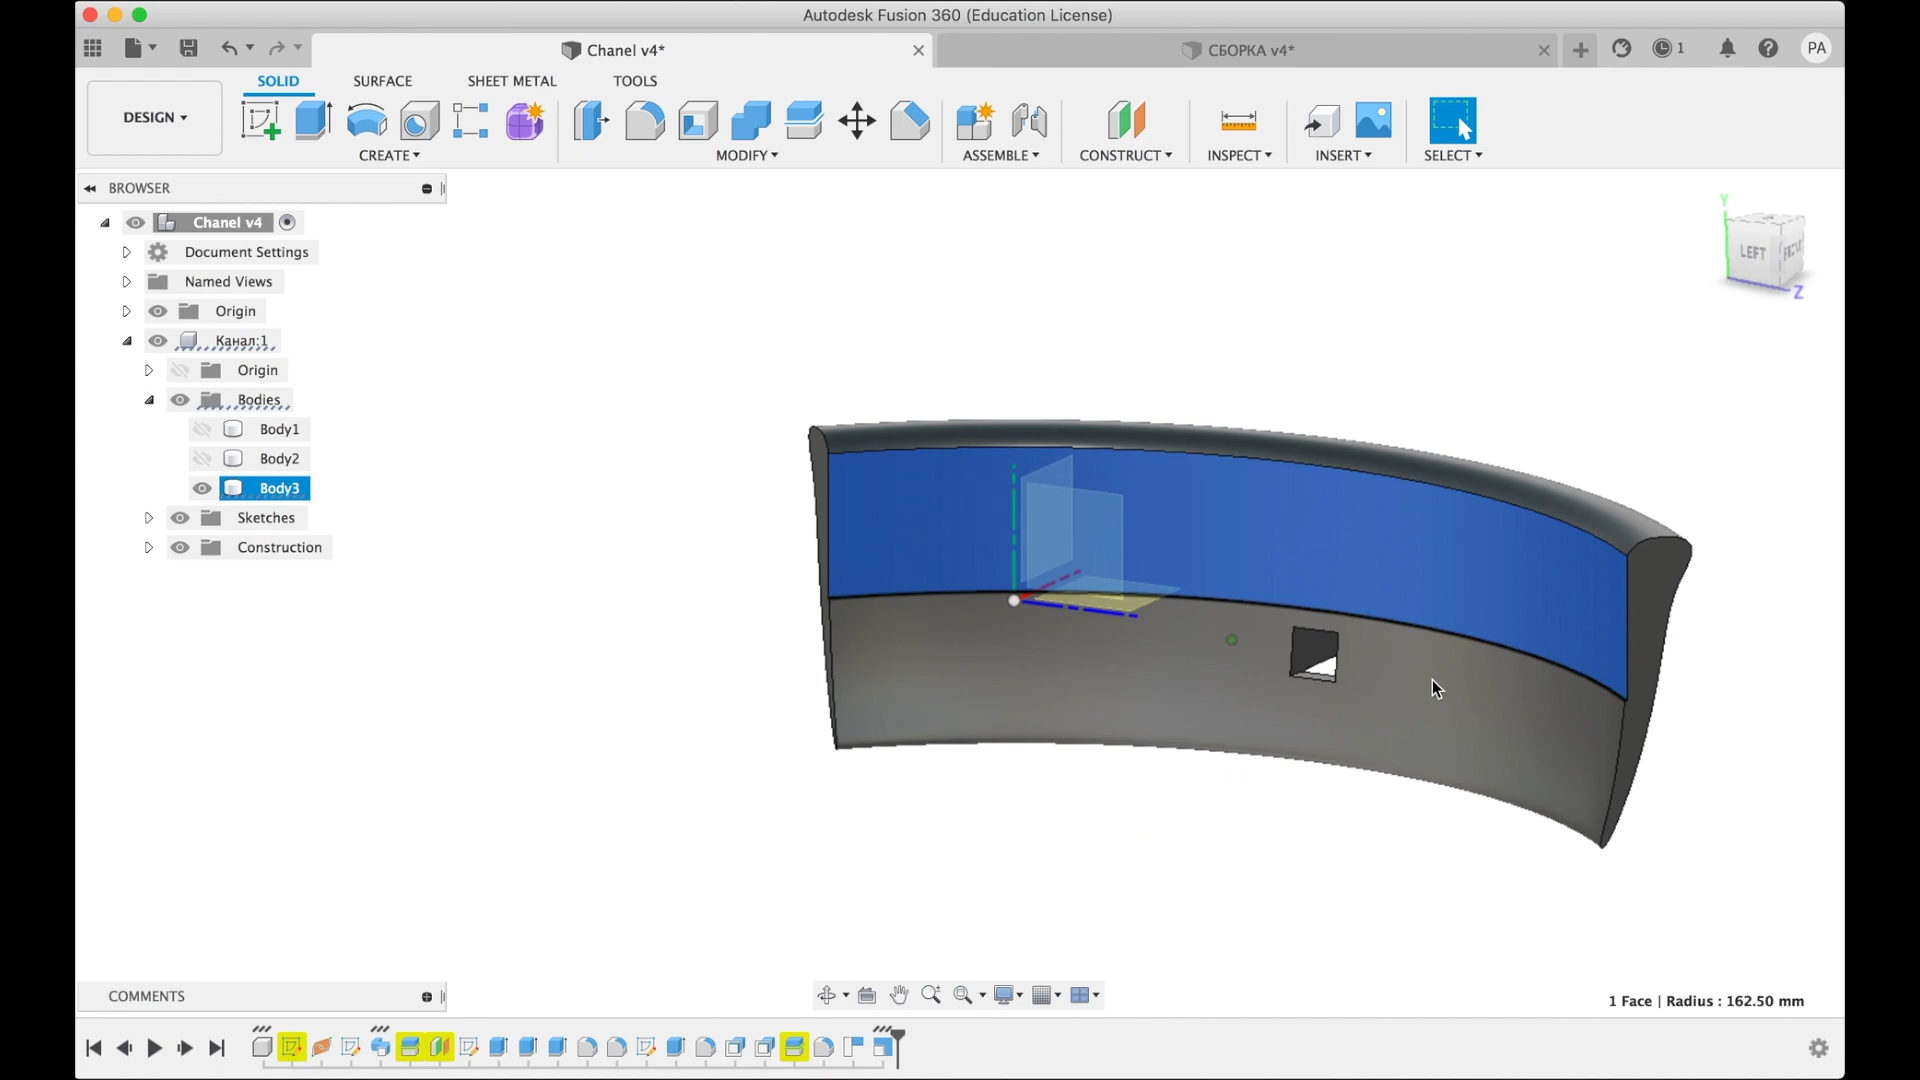 Autodesk Fusion 360 (Education License)
Chanel v4*
СБОРКА v4*
1
PA
DESIGN
SOLID
SURFACE
SHEET METAL
TOOLS
CREATE
MODIFY
ASSEMBLE
CONSTRUCT
INSPECT
INSERT
SELECT
BROWSER
Chanel v4
Document Settings
Named Views
Origin
Канал:1
Origin
Bodies
Body1
Body2
Body3
Sketches
Construction
Y
LEFT
Z
COMMENTS
1 Face | Radius : 162.50 mm